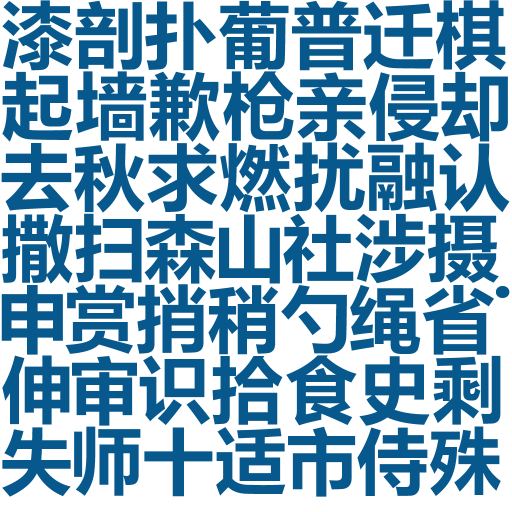 漆剖扑葡普迁棋
起墙歉枪亲侵却
去秋求燃扰融认
撒扫森山社涉摄
申赏捎稍勺绳省
伸审识拾食史剩
失师十适市侍殊